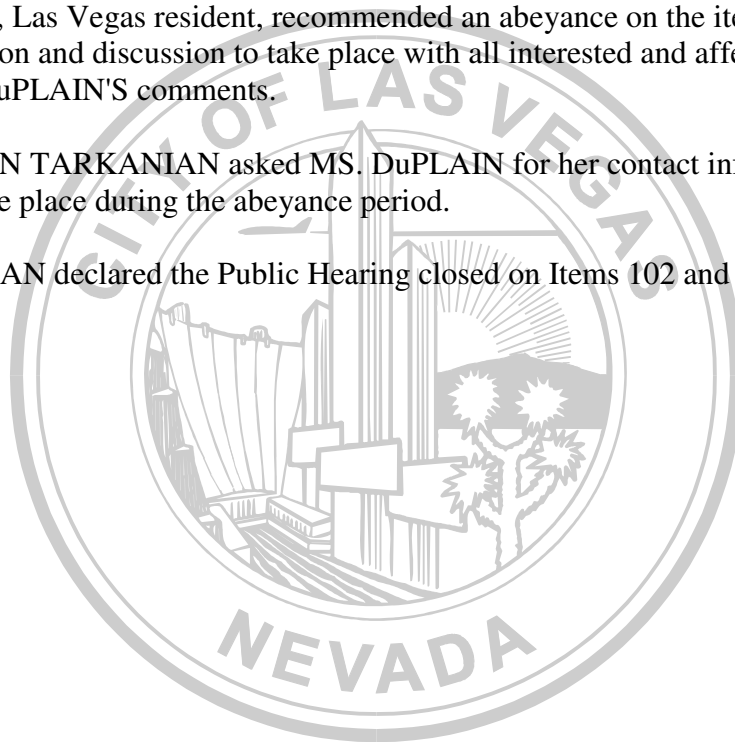 , Las Vegas resident, recommended an abeyance on the ite
on and discussion to take place with all interested and affe
uPLAIN'S comments.
N TARKANIAN asked MS. DuPLAIN for her contact in
e place during the abeyance period.
AN declared the Public Hearing closed on Items 102 and
CITY OF LAS VEGAS
NEVADA